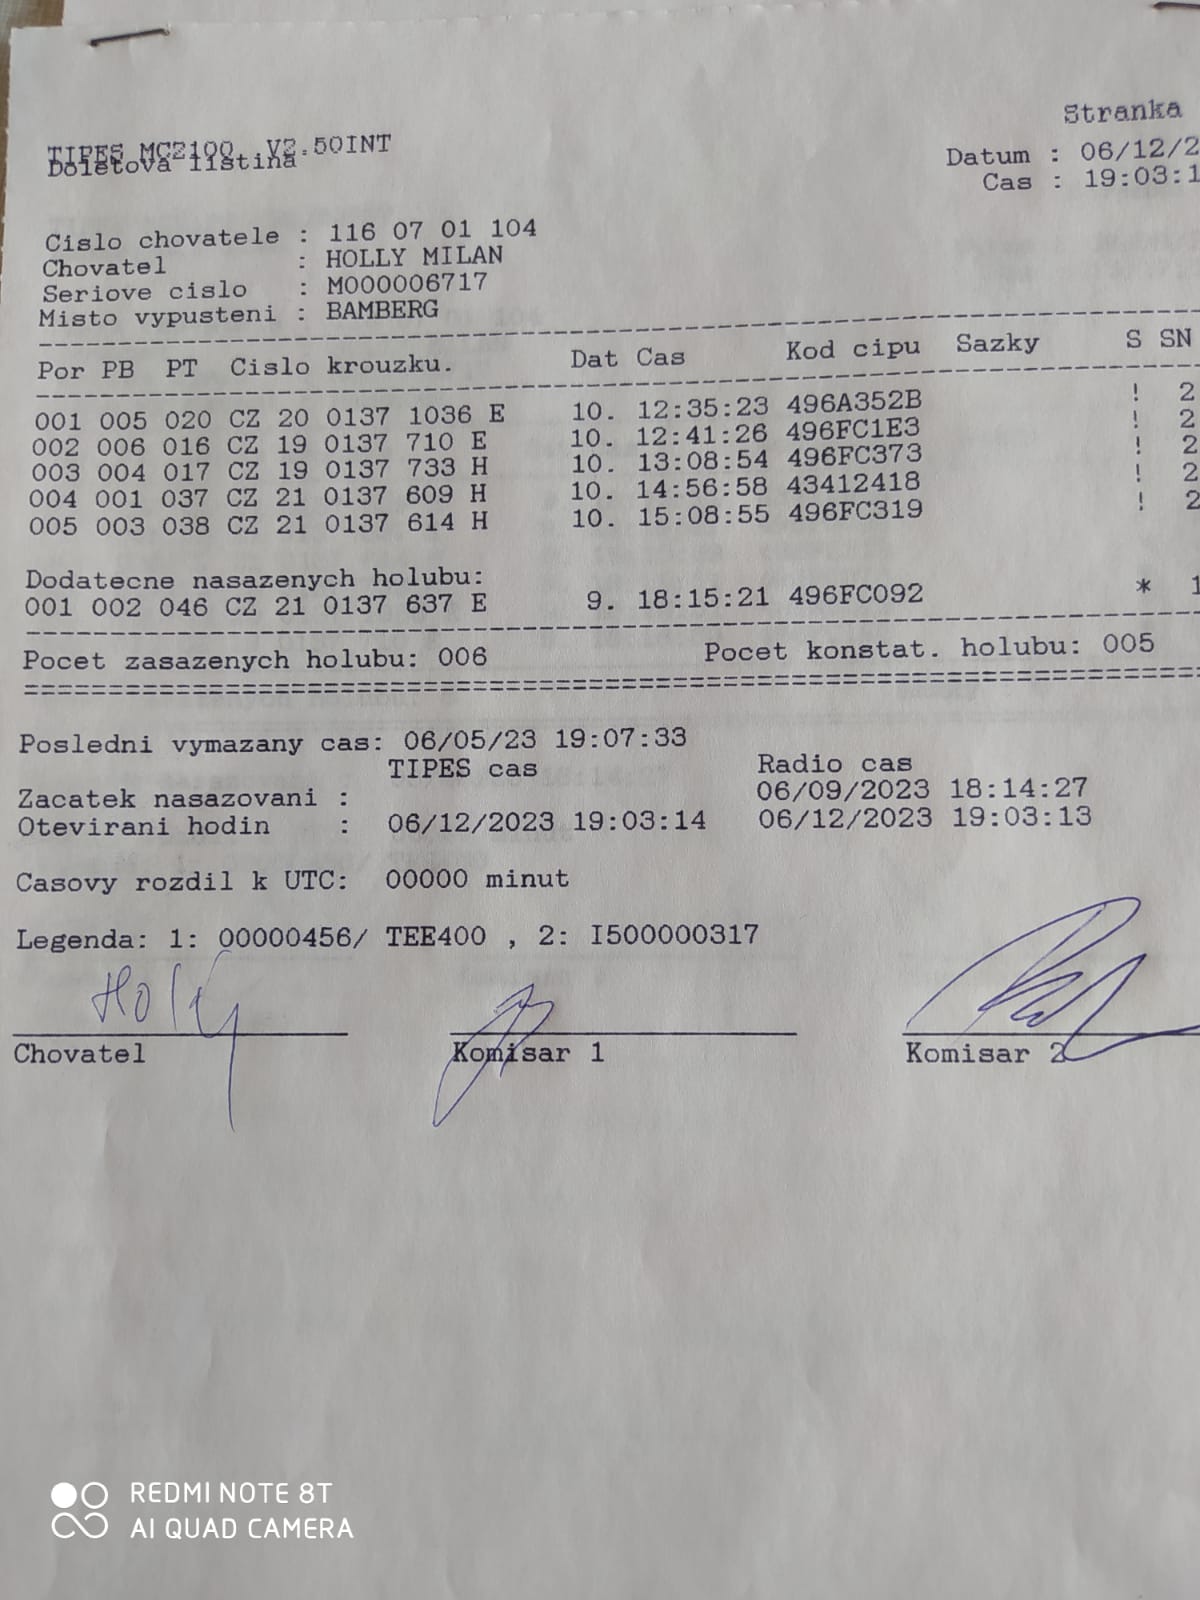 Stranka
TIPES MCZ100 V2.50INT
Doletova listina
Datum : 06/12/2
Cas : 19:03:1
Cislo chovatele : 116 07 01 104
Chovatel : HOLLY MILAN
Seriove cislo : M000006717
Misto vypusteni : BAMBERG
Por PB PT Cislo krouzku. Dat Cas Kod cipu Sazky S SN
001 005 020 CZ 20 0137 1036 E 10. 12:35:23 496A352B ! 2
002 006 016 CZ 19 0137 710 E 10. 12:41:26 496FC1E3 ! 2
003 004 017 CZ 19 0137 733 H 10. 13:08:54 496FC373 ! 2
004 001 037 CZ 21 0137 609 H 10. 14:56:58 43412418 ! 2
005 003 038 CZ 21 0137 614 H 10. 15:08:55 496FC319 ! 2
Dodatecne nasazenych holubu:
001 002 046 CZ 21 0137 637 E 9. 18:15:21 496FC092 * 1
Pocet zasazenych holubu: 006 Pocet konstat. holubu: 005
Posledni vymazany cas: 06/05/23 19:07:33
TIPES cas Radio cas
Zacatek nasazovani : 06/09/2023 18:14:27
Otevirani hodin : 06/12/2023 19:03:14 06/12/2023 19:03:13
Casovy rozdil k UTC: 00000 minut
Legenda: 1: 00000456/ TEE400 , 2: I500000317
Holly
Chovatel Komisar 1 Komisar 2
REDMI NOTE 8T
AI QUAD CAMERA